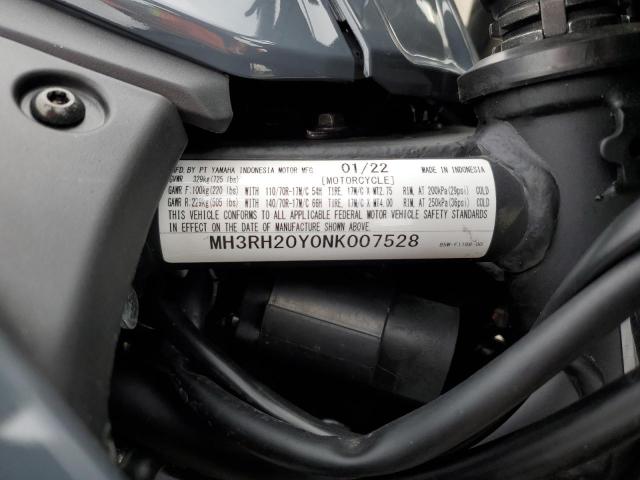 MFD.BY PT YAMAHA INDONESIA MOTOR MFG 01/22 MADE IN INDONESIA
GVWR 329kg(725 lbs) [MOTORCYCLE]
GAWR F.100kg(220 lbs) WITH 110/70R-17M/C 54H TIRE, 17M/C X MT2.75 RIM, AT 200kPa(29psi) COLD
GAWR R.229kg(505 lbs) WITH 140/70R-17M/C 66H TIRE, 17M/C X MT4.00 RIM, AT 250kPa(36psi) COLD
THIS VEHICLE CONFORMS TO ALL APPLICABLE FEDERAL MOTOR VEHICLE SAFETY STANDARDS
IN EFFECT ON THE DATE OF MANUFACTURE SHOWN ABOVE.
MH3RH20Y0NK007528 B5W-F1188-00